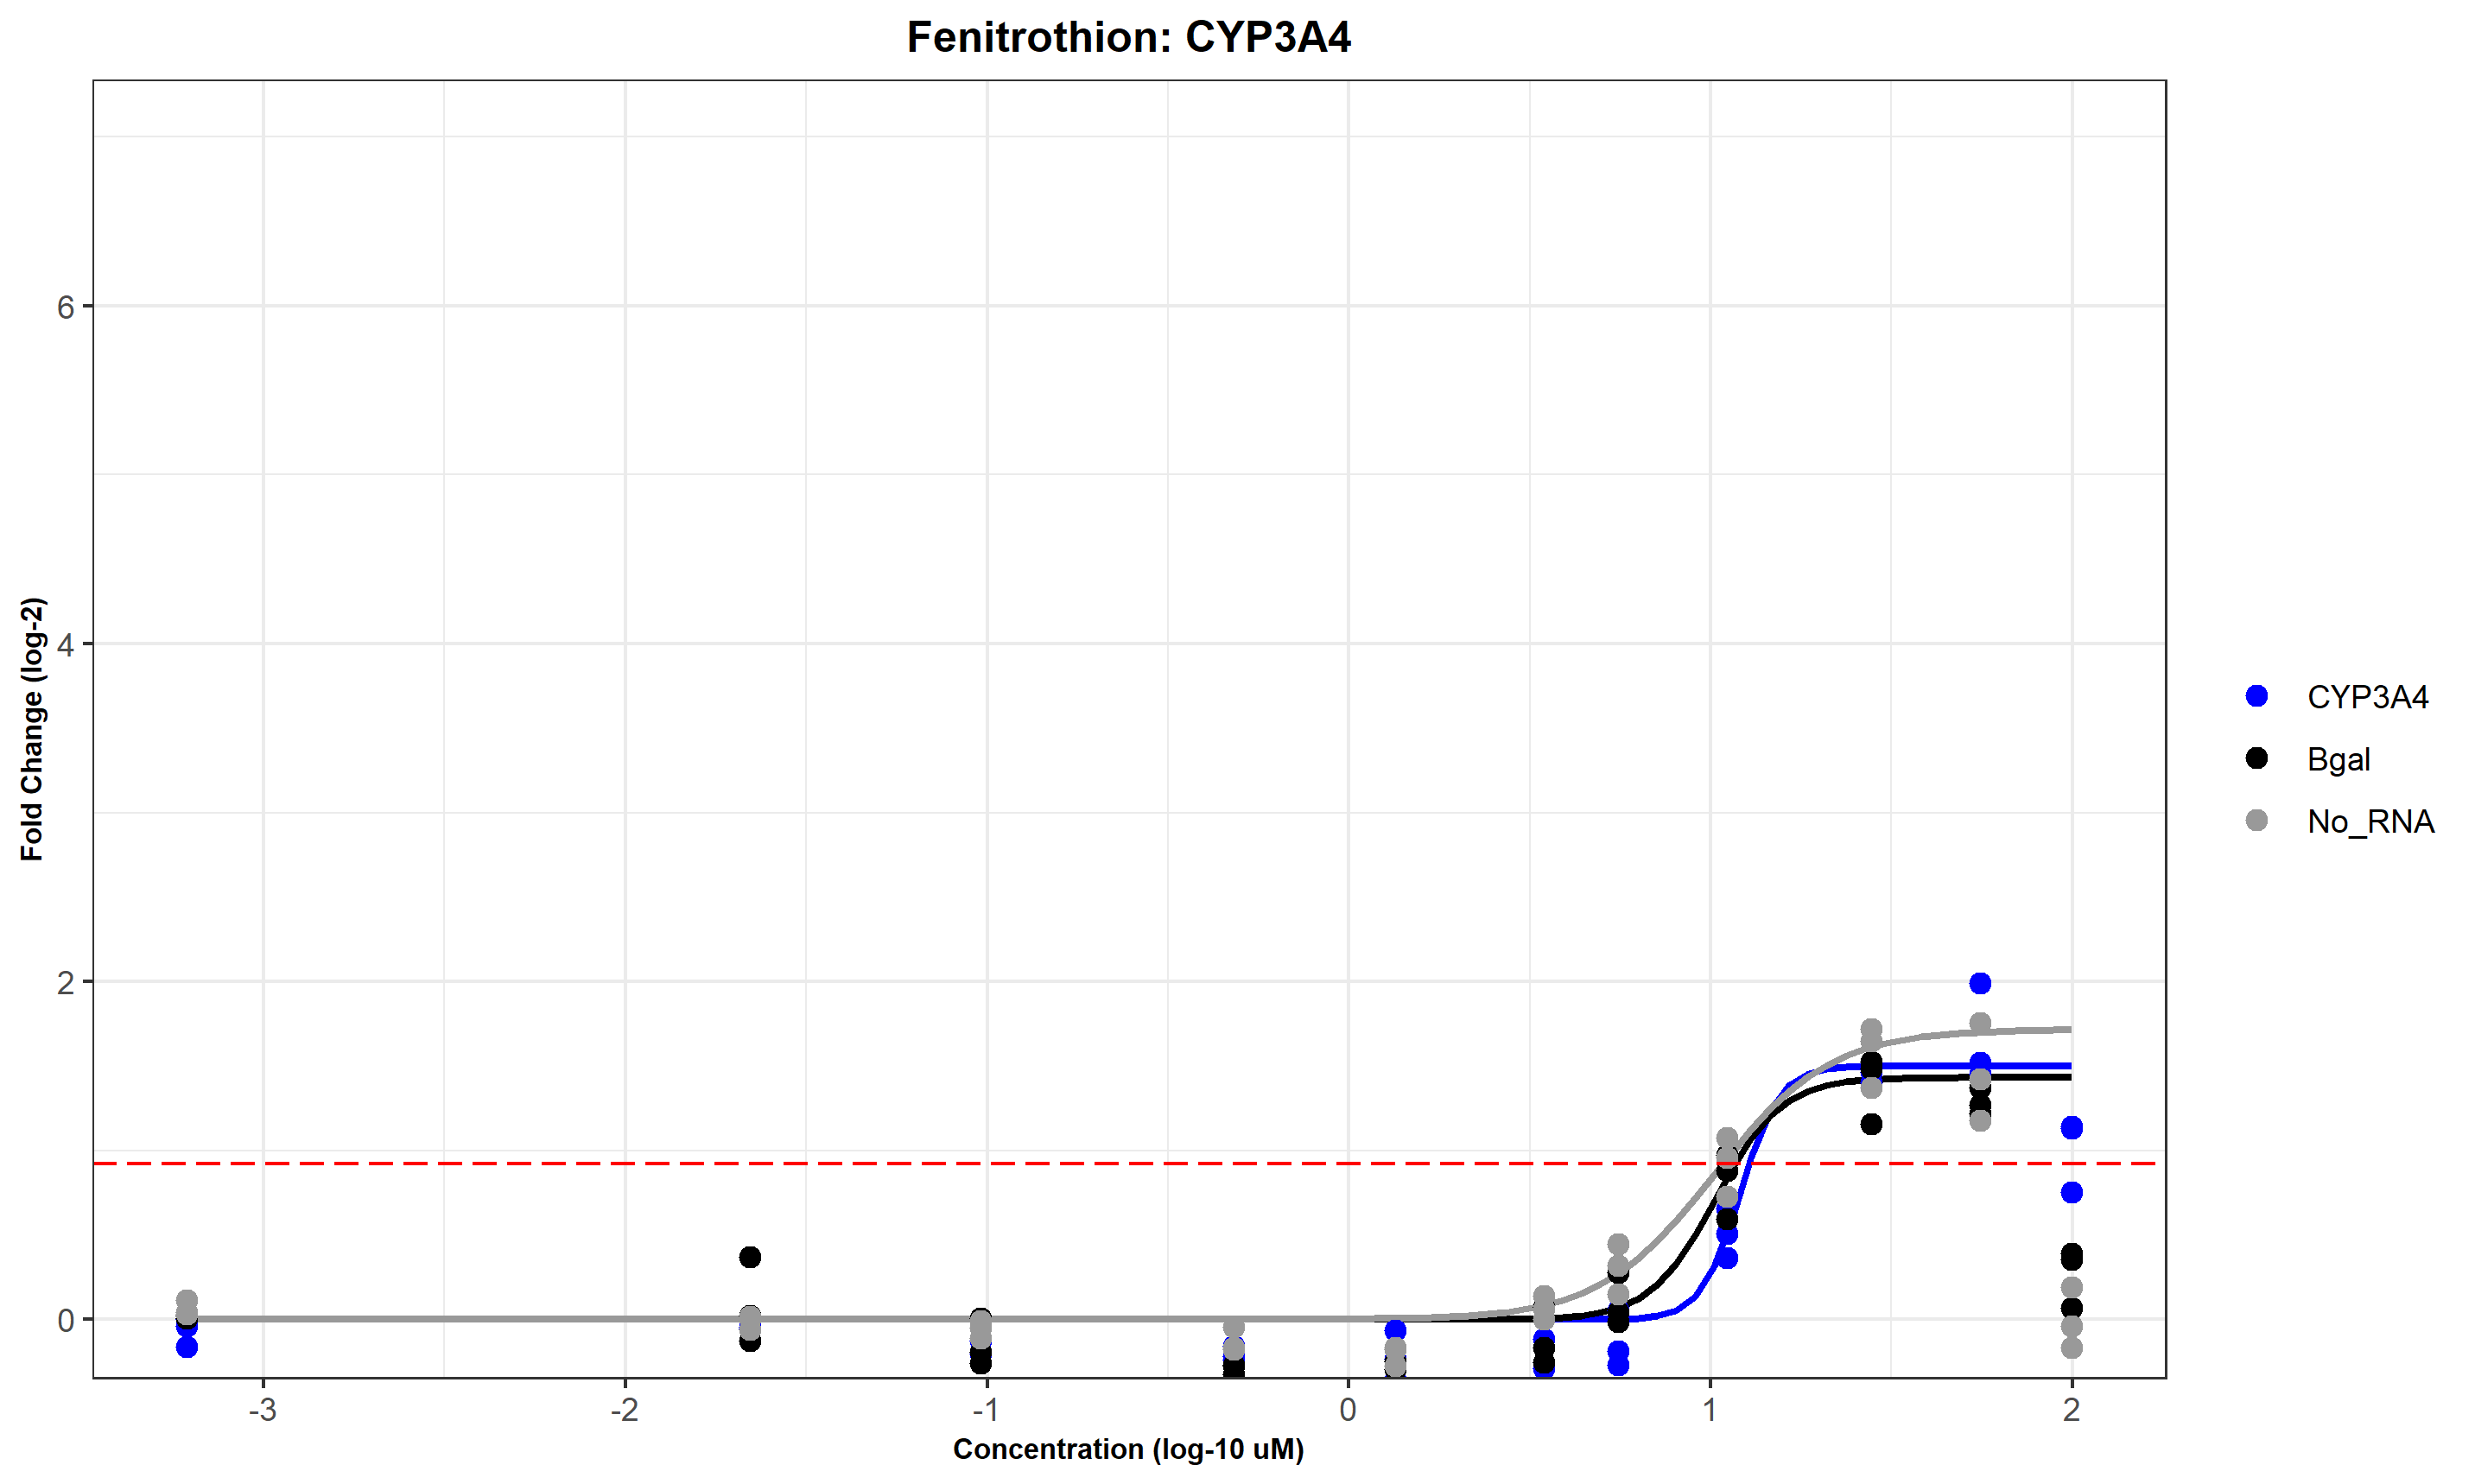 Fenitrothion: CYP3A4
Fold Change (log-2)
6
4
2
0
-3
-2
-1
0
1
2
Concentration (log-10 uM)
CYP3A4
Bgal
No_RNA